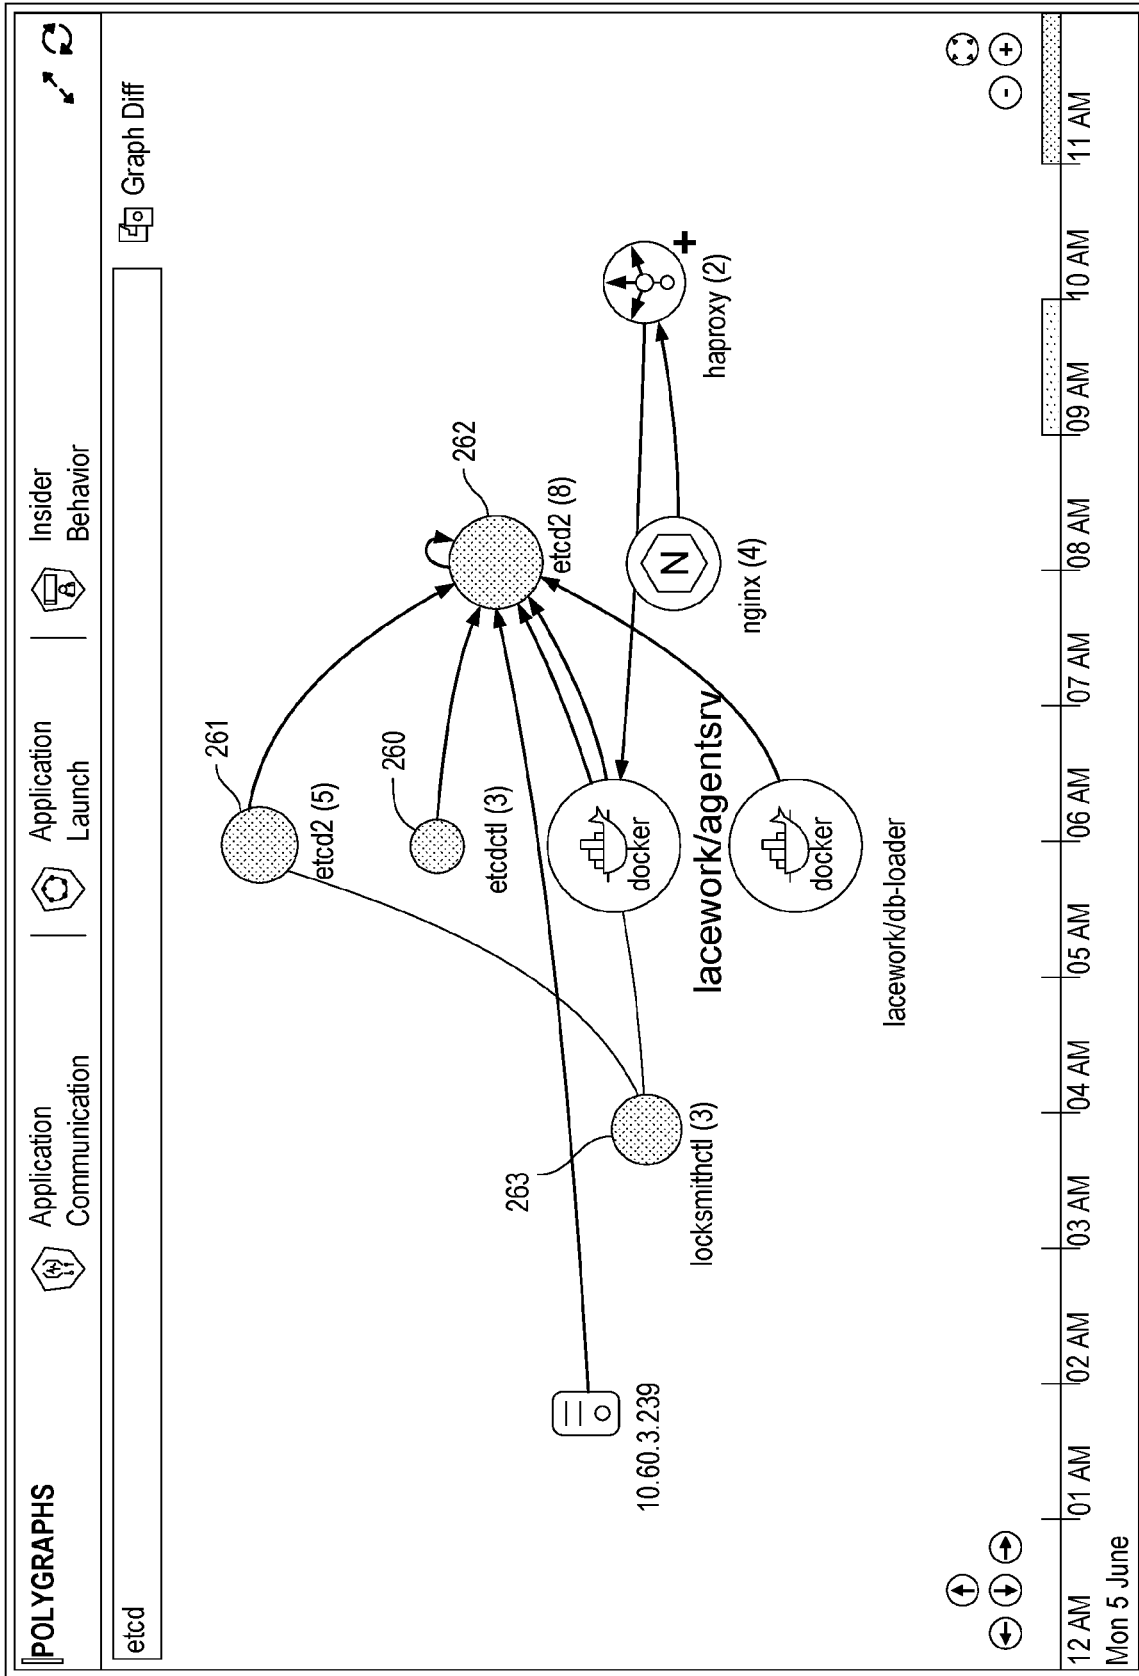 POLYGRAPHS
Application
Communication
Application
Launch
Insider
Behavior
etcd
Graph Diff
261
etcd2 (5)
260
etcdctl (3)
262
etcd2 (8)
263
locksmithctl (3)
10.60.3.239
docker
lacework/agentsrv
docker
lacework/db-loader
N
nginx (4)
haproxy (2)
12 AM 01 AM 02 AM 03 AM 04 AM 05 AM 06 AM 07 AM 08 AM 09 AM 10 AM 11 AM
Mon 5 June